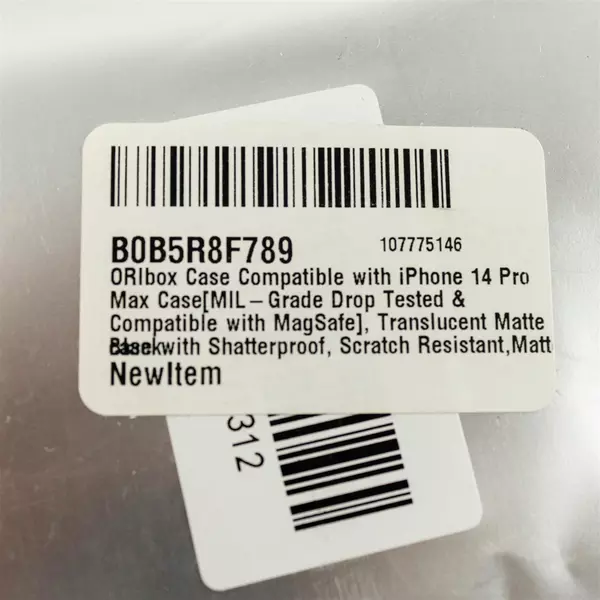 B0B5R8F789 107775146
ORIbox Case Compatible with iPhone 14 Pro
Max Case[MIL–Grade Drop Tested &
Compatible with MagSafe], Translucent Matte
with Shatterproof, Scratch Resistant,Matt
NewItem
312